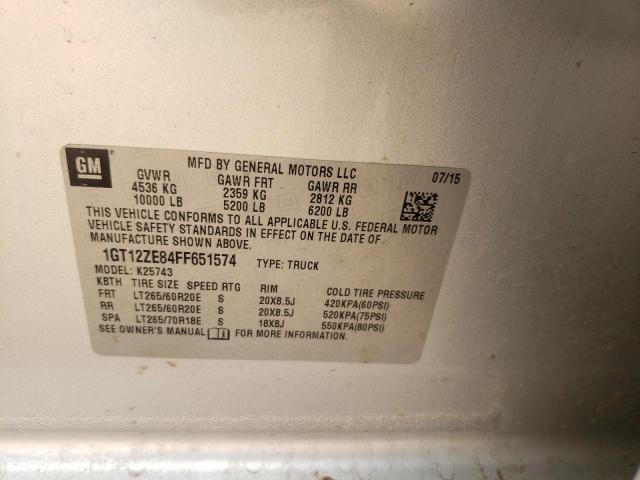 GM
MFD BY GENERAL MOTORS LLC 07/15
GVWR GAWR FRT GAWR RR
4536 KG 2359 KG 2812 KG
10000 LB 5200 LB 6200 LB
THIS VEHICLE CONFORMS TO ALL APPLICABLE U.S. FEDERAL MOTOR
VEHICLE SAFETY STANDARDS IN EFFECT ON THE DATE OF
MANUFACTURE SHOWN ABOVE.
1GT12ZE84FF651574 TYPE: TRUCK
MODEL: K25743
KBTH TIRE SIZE SPEED RTG RIM COLD TIRE PRESSURE
FRT LT265/60R20E S 20X8.5J 420KPA(60PSI)
RR LT265/60R20E S 20X8.5J 520KPA(75PSI)
SPA LT265/70R18E S 18X8J 550KPA(80PSI)
SEE OWNER'S MANUAL FOR MORE INFORMATION.